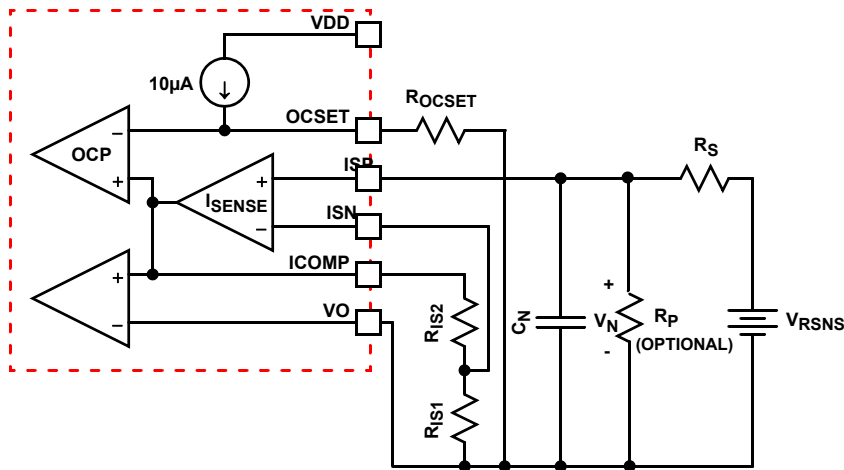 VDD
10µA
OCSET
ROCSET
OCP
ISP
RS
ISENSE
ISN
ICOMP
VO
RIS2
RIS1
CN
VN
RP
(OPTIONAL)
VRSNS
+
-
−
+
+
−
+
−